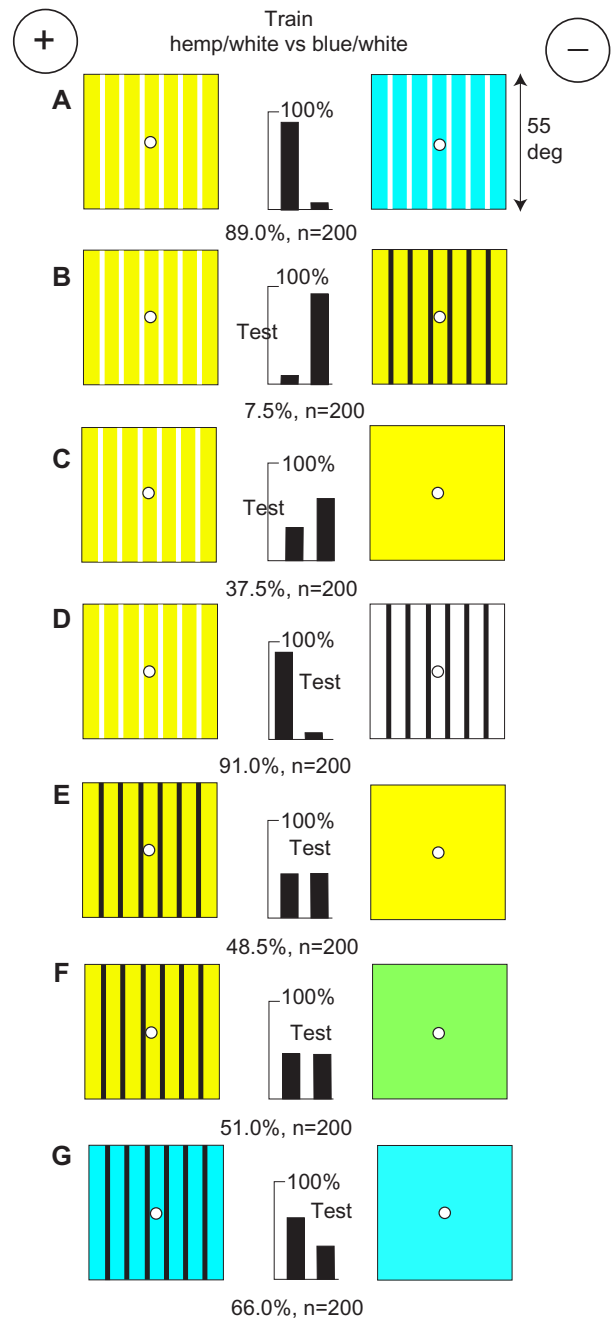 +
Train
hemp/white vs blue/white
−
A
100%
55
deg
89.0%, n=200
B
100%
Test
7.5%, n=200
C
100%
Test
37.5%, n=200
D
100%
Test
91.0%, n=200
E
100%
Test
48.5%, n=200
F
100%
Test
51.0%, n=200
G
100%
Test
66.0%, n=200